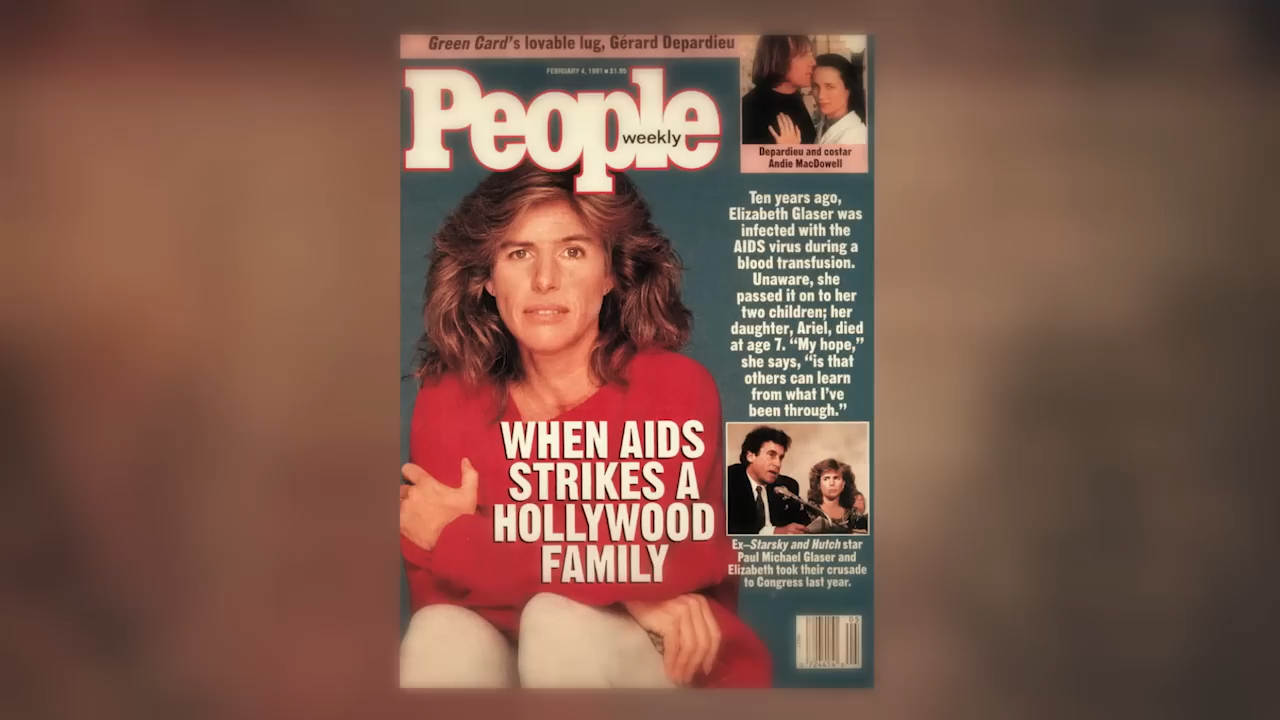 Green Card's lovable lug, Gérard Depardieu
FEBRUARY 4, 1991 ■ $1.95
People
weekly
Depardieu and costar
Andie MacDowell
Ten years ago,
Elizabeth Glaser was
infected with the
AIDS virus during a
blood transfusion.
Unaware, she
passed it on to her
two children; her
daughter, Ariel, died
at age 7. “My hope,”
she says, “is that
others can learn
from what I've
been through.”
WHEN AIDS
STRIKES A
HOLLYWOOD
FAMILY
Ex–Starsky and Hutch star
Paul Michael Glaser and
Elizabeth took their crusade
to Congress last year.
05